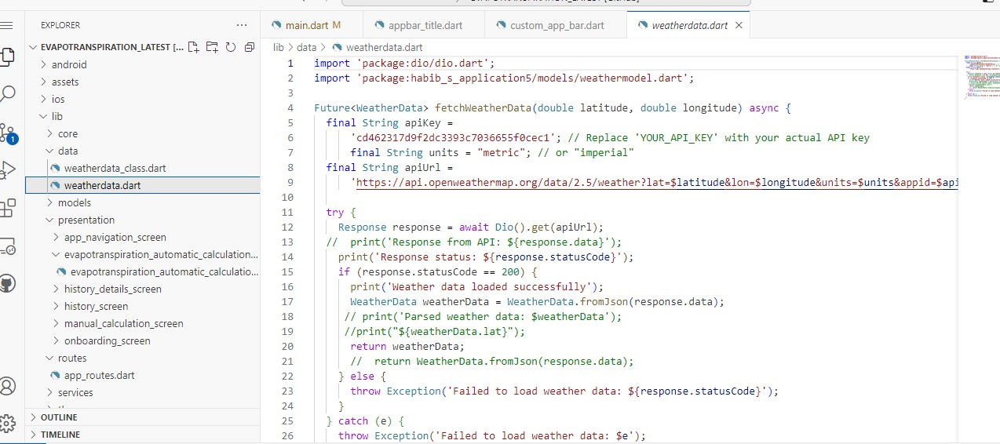 EVAPOTRANSPIRATION_LATEST [GitHub]
EXPLORER
EVAPOTRANSPIRATION_LATEST [...
android
assets
ios
lib
core
data
weatherdata_class.dart
weatherdata.dart
models
presentation
app_navigation_screen
evapotranspiration_automatic_calculation...
evapotranspiration_automatic_calculatio...
history_details_screen
history_screen
manual_calculation_screen
onboarding_screen
routes
app_routes.dart
services
OUTLINE
TIMELINE
1
main.dart M
appbar_title.dart
custom_app_bar.dart
weatherdata.dart
lib > data > weatherdata.dart
1 import 'package:dio/dio.dart';
2 import 'package:habib_s_application5/models/weathermodel.dart';
3
4 Future<WeatherData> fetchWeatherData(double latitude, double longitude) async {
5 final String apiKey =
6 'cd462317d9f2dc3393c7036655f0cec1'; // Replace 'YOUR_API_KEY' with your actual API key
7 final String units = "metric"; // or "imperial"
8 final String apiUrl =
9 'https://api.openweathermap.org/data/2.5/weather?lat=$latitude&lon=$longitude&units=$units&appid=$api
10
11 try {
12 Response response = await Dio().get(apiUrl);
13 // print('Response from API: ${response.data}');
14 print('Response status: ${response.statusCode}');
15 if (response.statusCode == 200) {
16 print('Weather data loaded successfully');
17 WeatherData weatherData = WeatherData.fromJson(response.data);
18 // print('Parsed weather data: $weatherData');
19 //print("${weatherData.lat}");
20 return weatherData;
21 // return WeatherData.fromJson(response.data);
22 } else {
23 throw Exception('Failed to load weather data: ${response.statusCode}');
24 }
25 } catch (e) {
26 throw Exception('Failed to load weather data: $e');